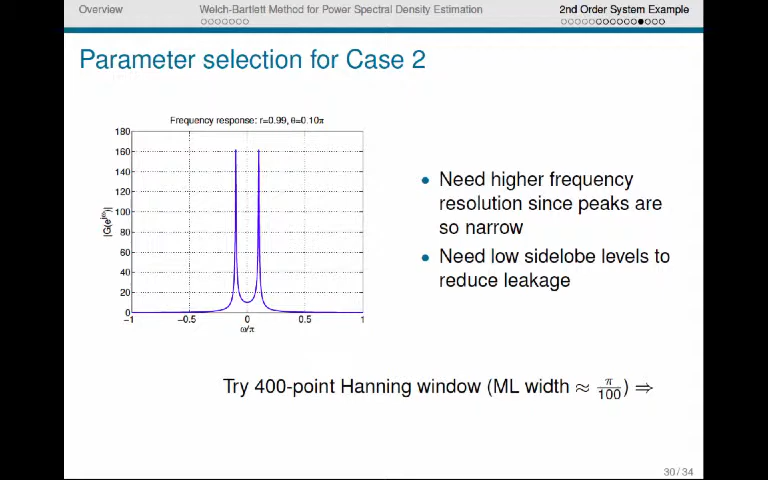 Overview
Welch-Bartlett Method for Power Spectral Density Estimation
2nd Order System Example
Parameter selection for Case 2
Frequency response: r=0.99, θ=0.10π
180
160
140
120
100
80
60
40
20
0
|G(e^{jω})|
−1 −0.5 0 0.5 1
ω/π
• Need higher frequency
resolution since peaks are
so narrow
• Need low sidelobe levels to
reduce leakage
Try 400-point Hanning window (ML width ≈ π/100) ⇒
30 / 34